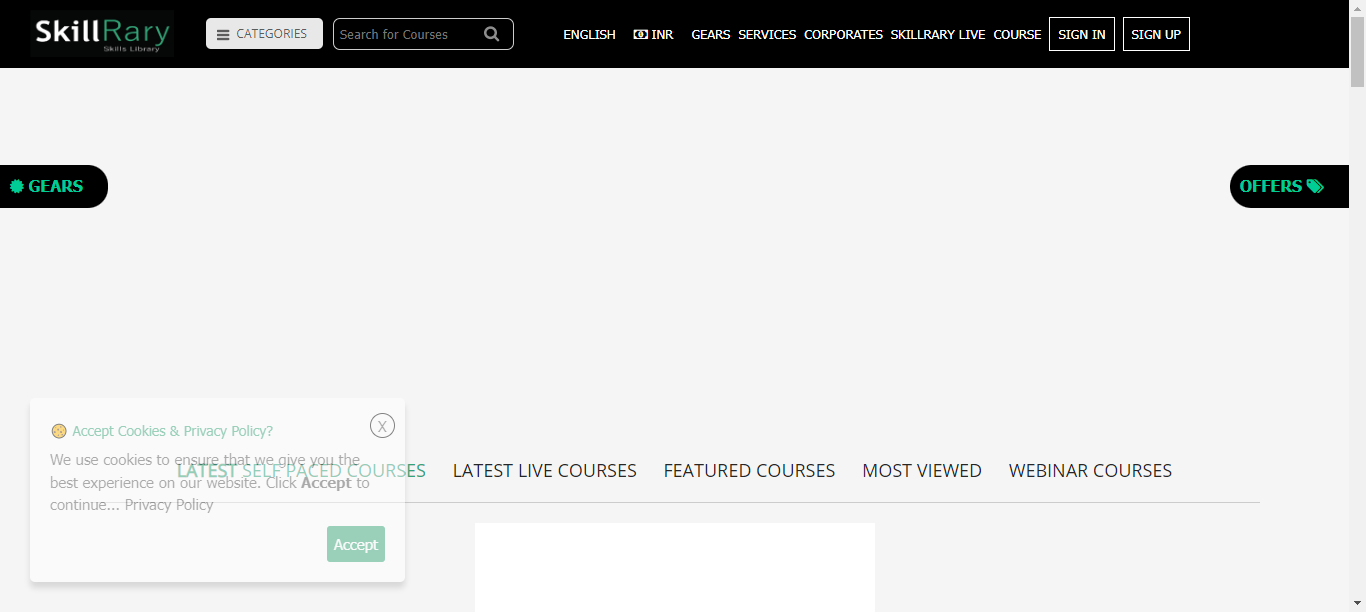 SkillRary
Skills Library
CATEGORIES
Search for Courses
ENGLISH INR GEARS SERVICES CORPORATES SKILLRARY LIVE COURSE SIGN IN SIGN UP
GEARS
OFFERS
Accept Cookies & Privacy Policy?
X
We use cookies to ensure that we give you the
best experience on our website. Click Accept to
continue... Privacy Policy
Accept
LATEST SELF PACED COURSES LATEST LIVE COURSES FEATURED COURSES MOST VIEWED WEBINAR COURSES